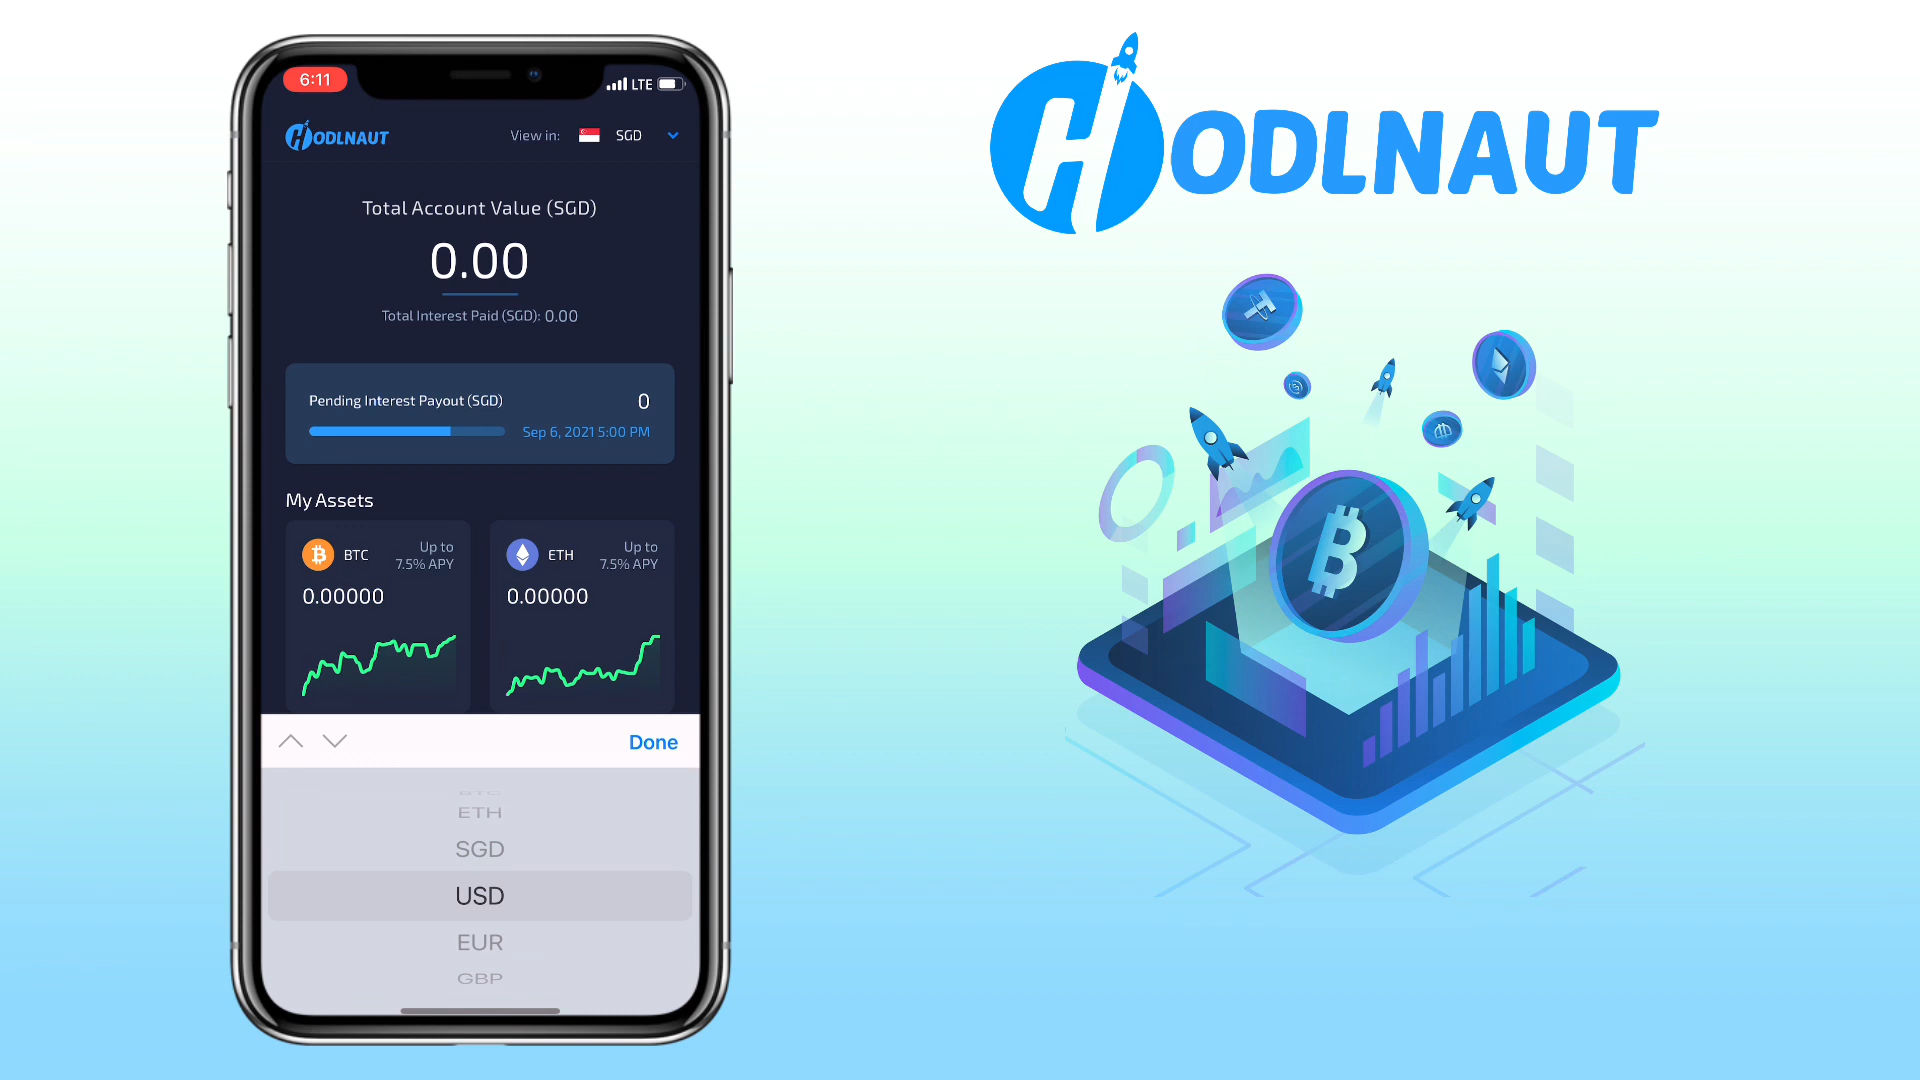 6:11
LTE
HODLNAUT
View in: SGD
Total Account Value (SGD)
0.00
Total Interest Paid (SGD): 0.00
Pending Interest Payout (SGD) 0
Sep 6, 2021 5:00 PM
My Assets
BTC
Up to
7.5% APY
0.00000
ETH
Up to
7.5% APY
0.00000
Done
BTC
ETH
SGD
USD
EUR
GBP
HODLNAUT